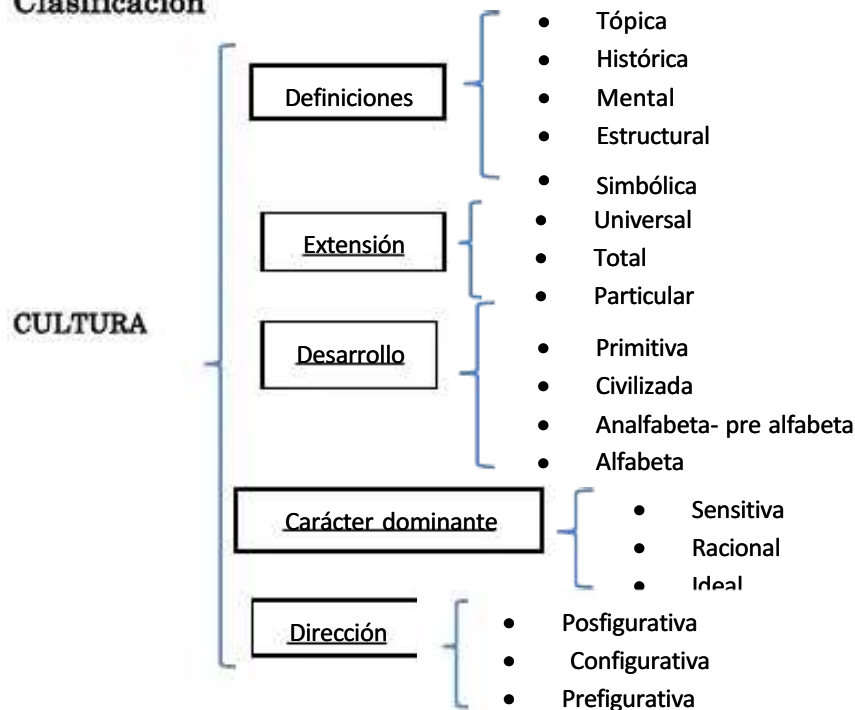 Clasificación
Definiciones
• Tópica
• Histórica
• Mental
• Estructural
• Simbólica
Extensión
• Universal
• Total
• Particular
CULTURA
Desarrollo
• Primitiva
• Civilizada
• Analfabeta- pre alfabeta
• Alfabeta
Carácter dominante
• Sensitiva
• Racional
• Ideal
Dirección
• Posfigurativa
• Configurativa
• Prefigurativa